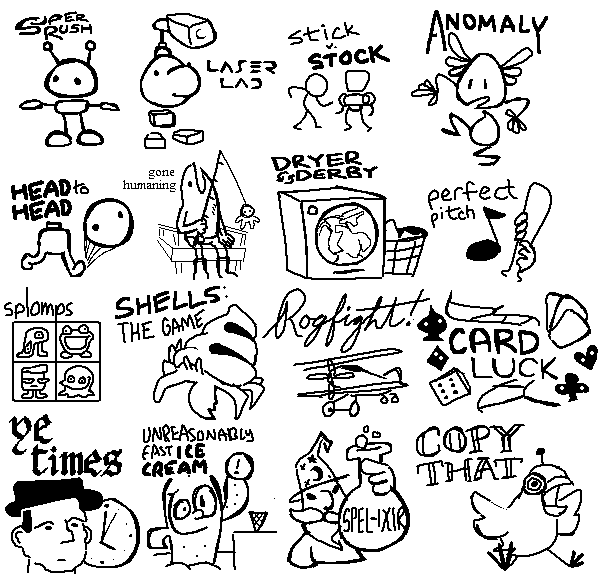 SUPER
RUSH
C
LASER
LAD
stick
v.
STOCK
ANOMALY
HEAD to
HEAD
gone
humaning
DRYER
DERBY
perfect
pitch
splomps
SHELLS:
THE GAME
Rogfight!
CARD
LUCK
ye
times
UNREASONABLY
FAST ICE
CREAM
!
SPEL-IXIR
COPY
THAT